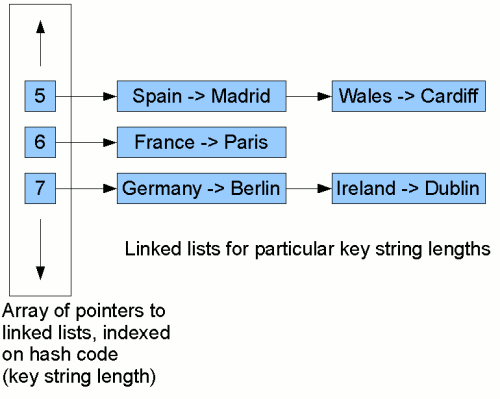 5 Spain -> Madrid Wales -> Cardiff
6 France -> Paris
7 Germany -> Berlin Ireland -> Dublin
Linked lists for particular key string lengths
Array of pointers to
linked lists, indexed
on hash code
(key string length)